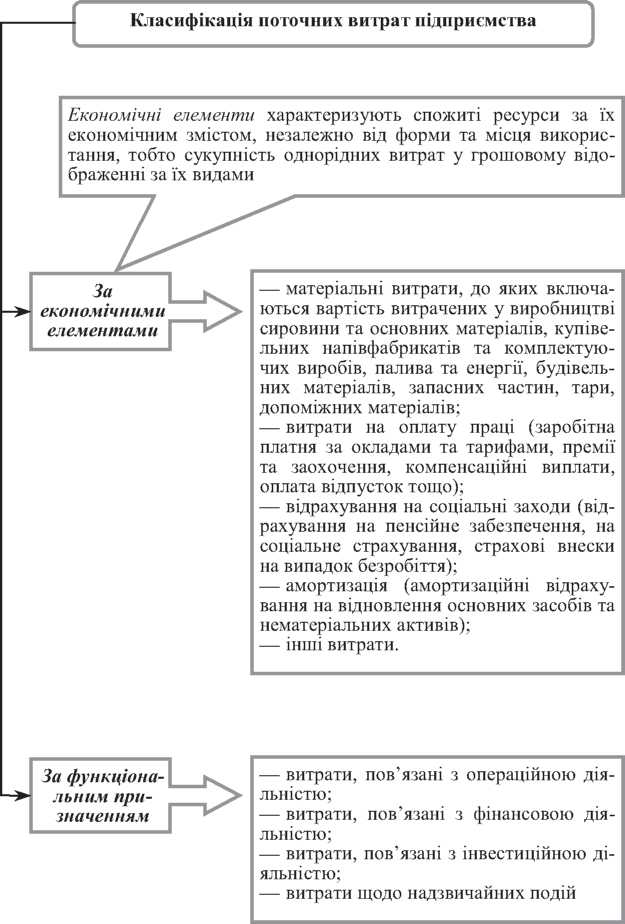 Класифікація поточних витрат підприємства
Економічні елементи характеризують спожиті ресурси за їх
економічним змістом, незалежно від форми та місця викорис-
тання, тобто сукупність однорідних витрат у грошовому відо-
браженні за їх видами
За
економічними
елементами
— матеріальні витрати, до яких включа-
ються вартість витрачених у виробництві
сировини та основних матеріалів, купівe-
льних напівфабрикатів та комплектую-
чих виробів, палива та енергії, будівель-
них матеріалів, запасних частин, тари,
допоміжних матеріалів;
— витрати на оплату праці (заробітна
платня за окладами та тарифами, премії
та заохочення, компенсаційні виплати,
оплата відпусток тощо);
— відрахування на соціальні заходи (від-
рахування на пенсійне забезпечення, на
соціальне страхування, страхові внески
на випадок безробіття);
— амортизація (амортизаційні відраху-
вання на відновлення основних засобів та
нематеріальних активів);
— інші витрати.
За функціона-
льним при-
значенням
— витрати, пов’язані з операційною дія-
льністю;
— витрати, пов’язані з фінансовою дія-
льністю;
— витрати, пов’язані з інвестиційною ді-
яльністю;
— витрати щодо надзвичайних подій